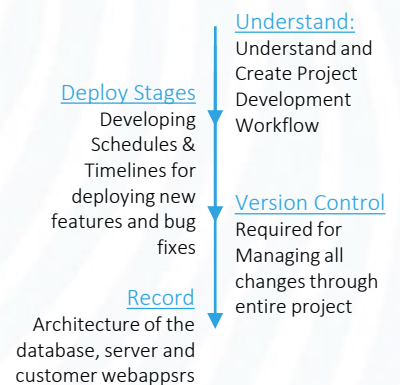 Understand:
Understand and
Create Project
Development
Workflow
Deploy Stages
Developing
Schedules &
Timelines for
deploying new
features and bug
fixes
Version Control
Required for
Managing all
changes through
entire project
Record
Architecture of the
database, server and
customer webappsrs